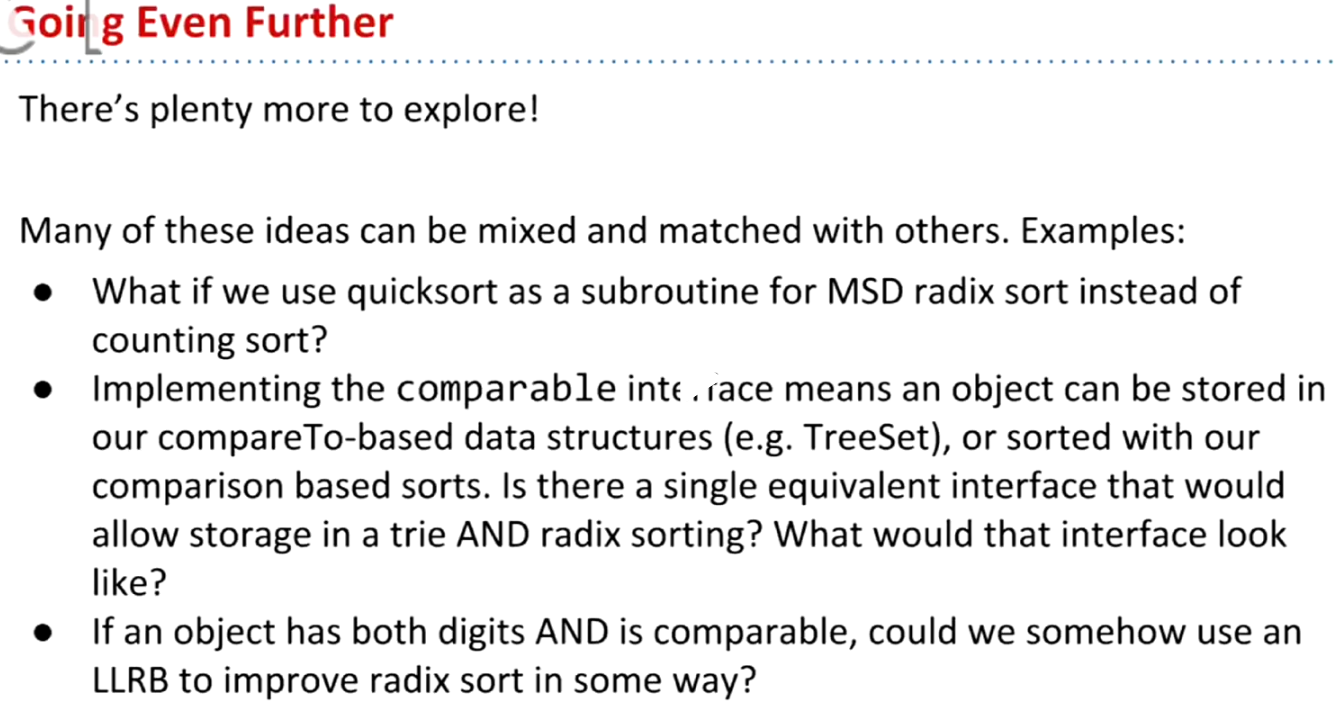 Going Even Further
There's plenty more to explore!
Many of these ideas can be mixed and matched with others. Examples:
● What if we use quicksort as a subroutine for MSD radix sort instead of
counting sort?
● Implementing the comparable interface means an object can be stored in
our compareTo-based data structures (e.g. TreeSet), or sorted with our
comparison based sorts. Is there a single equivalent interface that would
allow storage in a trie AND radix sorting? What would that interface look
like?
● If an object has both digits AND is comparable, could we somehow use an
LLRB to improve radix sort in some way?